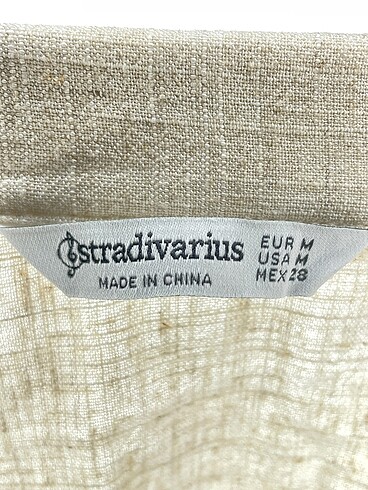 stradivarius
MADE IN CHINA
EUR M
USA M
MEX 28